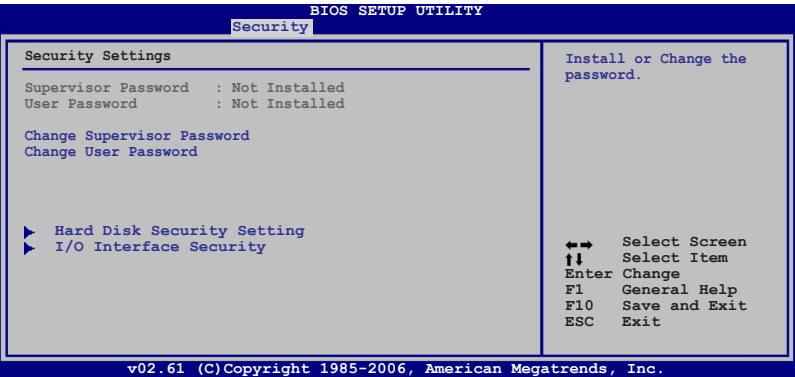 BIOS SETUP UTILITY
Security
Security Settings
Supervisor Password : Not Installed
User Password : Not Installed
Change Supervisor Password
Change User Password
Hard Disk Security Setting
I/O Interface Security
Install or Change the
password.
Select Screen
Select Item
Enter Change
F1 General Help
F10 Save and Exit
ESC Exit
v02.61 (C)Copyright 1985-2006, American Megatrends, Inc.